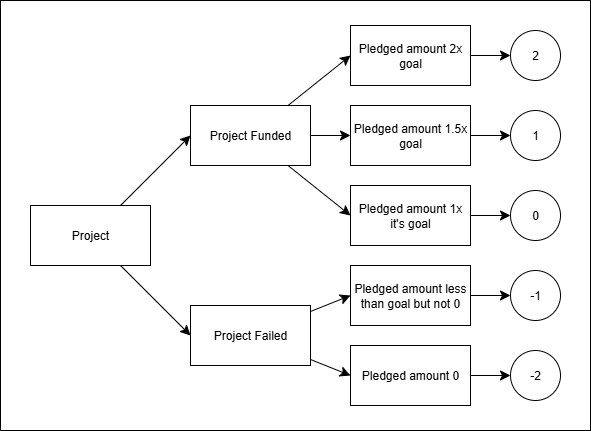 Project
Project Funded
Project Failed
Pledged amount 2x
goal
Pledged amount 1.5x
goal
Pledged amount 1x
it's goal
Pledged amount less
than goal but not 0
Pledged amount 0
2
1
0
-1
-2